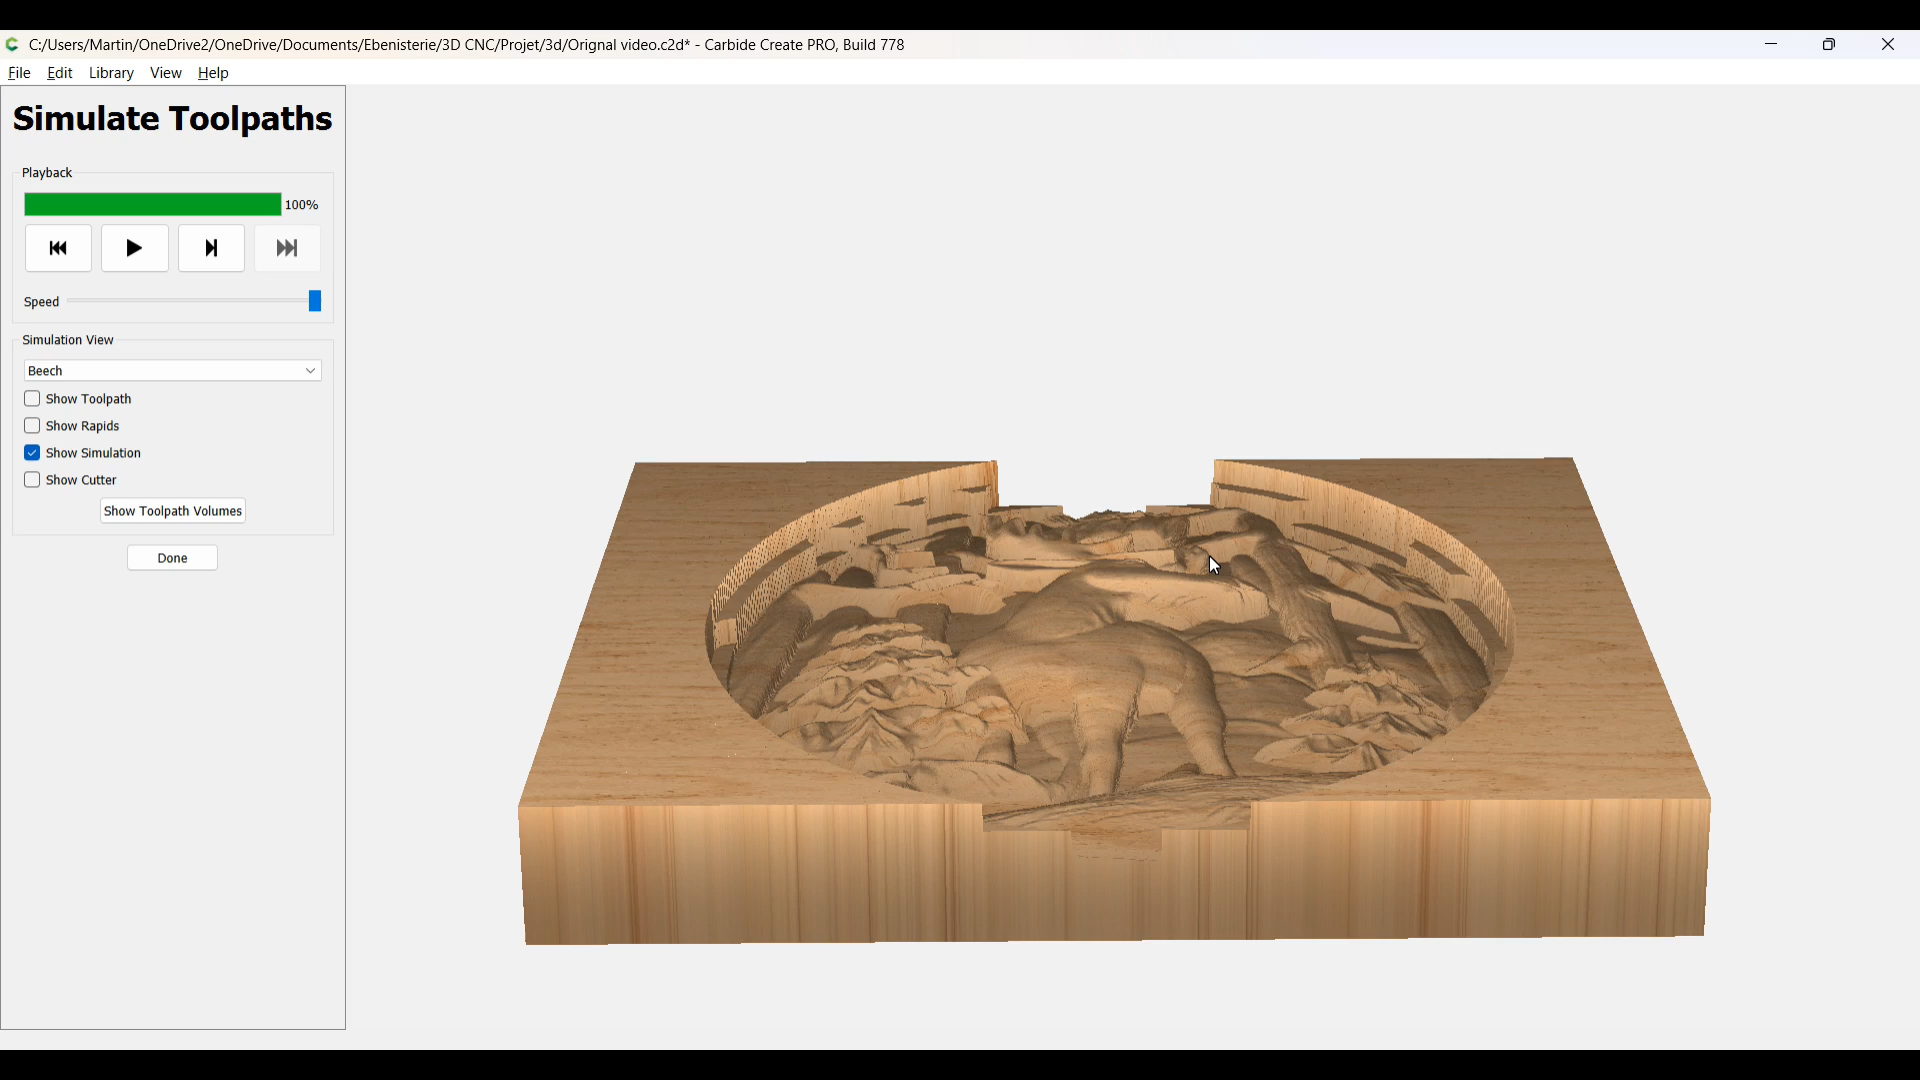 C:/Users/Martin/OneDrive2/OneDrive/Documents/Ebenisterie/3D CNC/Projet/3d/Orignal video.c2d* - Carbide Create PRO, Build 778
File Edit Library View Help
Simulate Toolpaths
Playback
100%
Speed
Simulation View
Beech
Show Toolpath
Show Rapids
Show Simulation
Show Cutter
Show Toolpath Volumes
Done